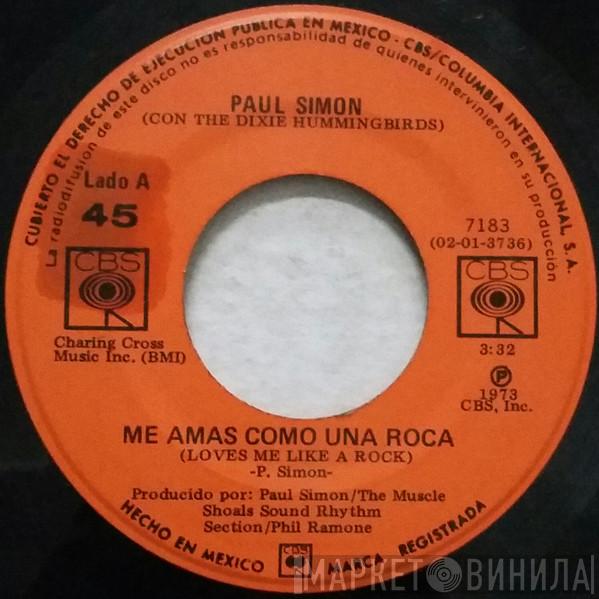 CUBIERTO EL DERECHO DE EJECUCION PUBLICA EN MEXICO - CBS/COLUMBIA INTERNACIONAL, S. A.
La radiodifusion de este disco no es responsabilidad de quienes intervinieron en su producción
PAUL SIMON
(CON THE DIXIE HUMMINGBIRDS)
Lado A
45
7183
(02-01-3736)
CBS
CBS
Charing Cross
Music Inc. (BMI)
3:32
P
1973
CBS, Inc.
ME AMAS COMO UNA ROCA
(LOVES ME LIKE A ROCK)
-P. Simon-
Producido por: Paul Simon/The Muscle
Shoals Sound Rhythm
Section/Phil Ramone
HECHO EN MEXICO CBS MARCA REGISTRADA
МАРКЕТ ВИНИЛА